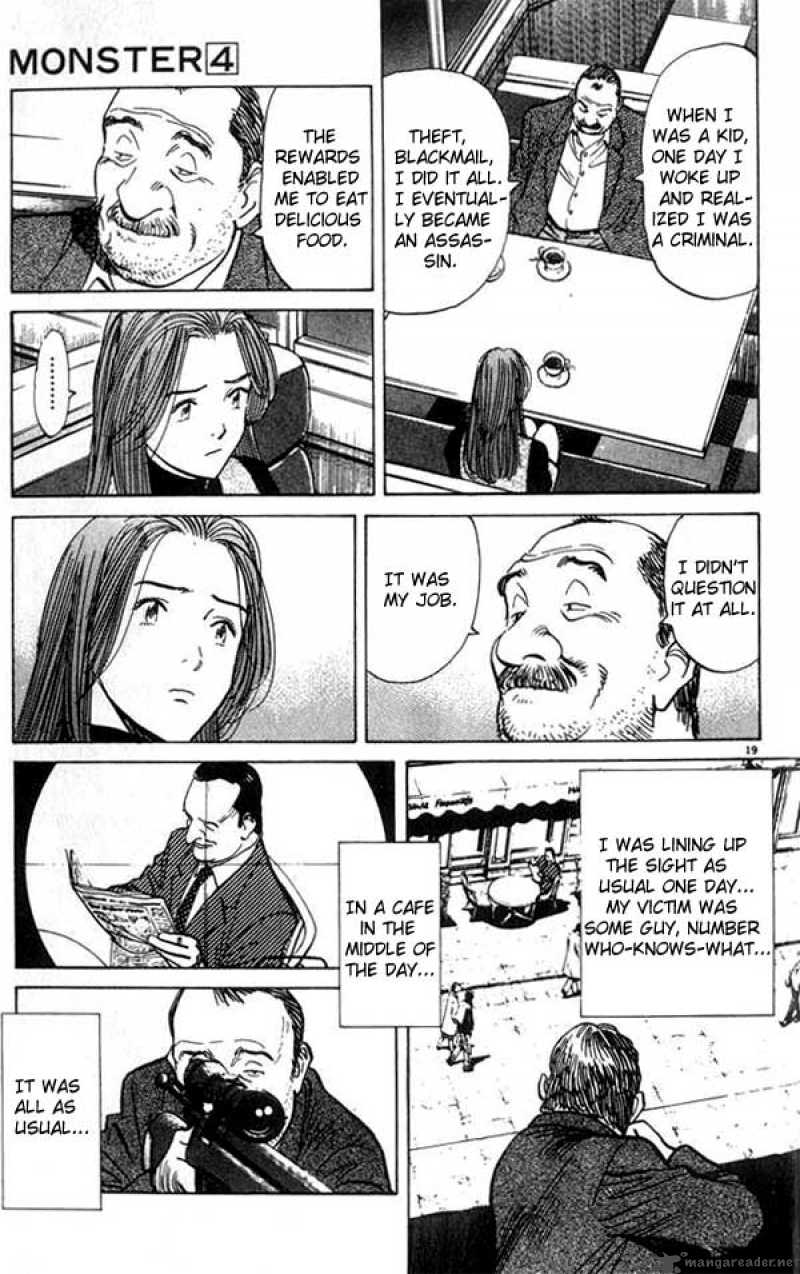 MONSTER 4
WHEN I
WAS A KID,
ONE DAY I
WOKE UP
AND REAL-
IZED I WAS
A CRIMINAL.
THEFT,
BLACKMAIL,
I DID IT ALL.
I EVENTUAL-
LY BECAME
AN ASSAS-
SIN.
THE
REWARDS
ENABLED
ME TO EAT
DELICIOUS
FOOD.
........
I DIDN'T
QUESTION
IT AT ALL.
IT WAS
MY JOB.
19
I WAS LINING UP
THE SIGHT AS
USUAL ONE DAY...
MY VICTIM WAS
SOME GUY, NUMBER
WHO-KNOWS-WHAT...
IN A CAFE
IN THE
MIDDLE OF
THE DAY...
IT WAS
ALL AS
USUAL...
mangareader.net